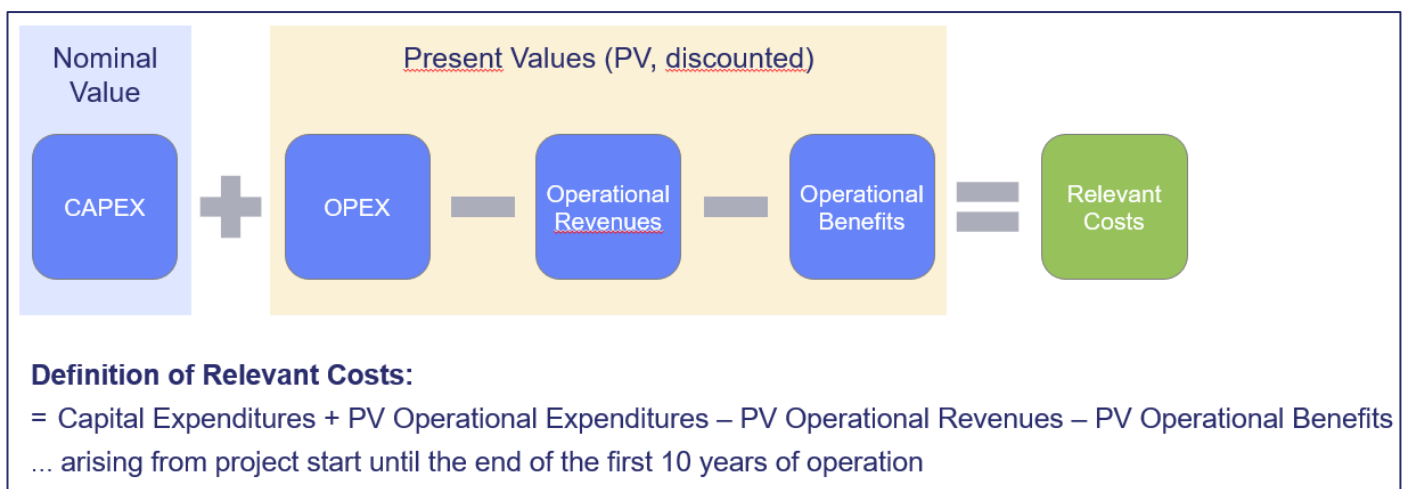 Nominal
Value
Present Values (PV, discounted)
CAPEX
OPEX
Operational
Revenues
Operational
Benefits
Relevant
Costs
Definition of Relevant Costs:
= Capital Expenditures + PV Operational Expenditures – PV Operational Revenues – PV Operational Benefits
... arising from project start until the end of the first 10 years of operation